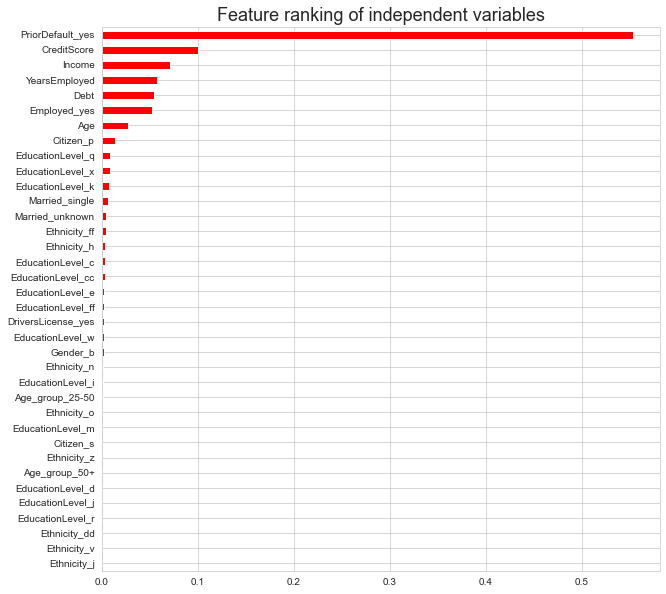 Feature ranking of independent variables
PriorDefault_yes
CreditScore
Income
YearsEmployed
Debt
Employed_yes
Age
Citizen_p
EducationLevel_q
EducationLevel_x
EducationLevel_k
Married_single
Married_unknown
Ethnicity_ff
Ethnicity_h
EducationLevel_c
EducationLevel_cc
EducationLevel_e
EducationLevel_ff
DriversLicense_yes
EducationLevel_w
Gender_b
Ethnicity_n
EducationLevel_i
Age_group_25-50
Ethnicity_o
EducationLevel_m
Citizen_s
Ethnicity_z
Age_group_50+
EducationLevel_d
EducationLevel_j
EducationLevel_r
Ethnicity_dd
Ethnicity_v
Ethnicity_j
0.0 0.1 0.2 0.3 0.4 0.5